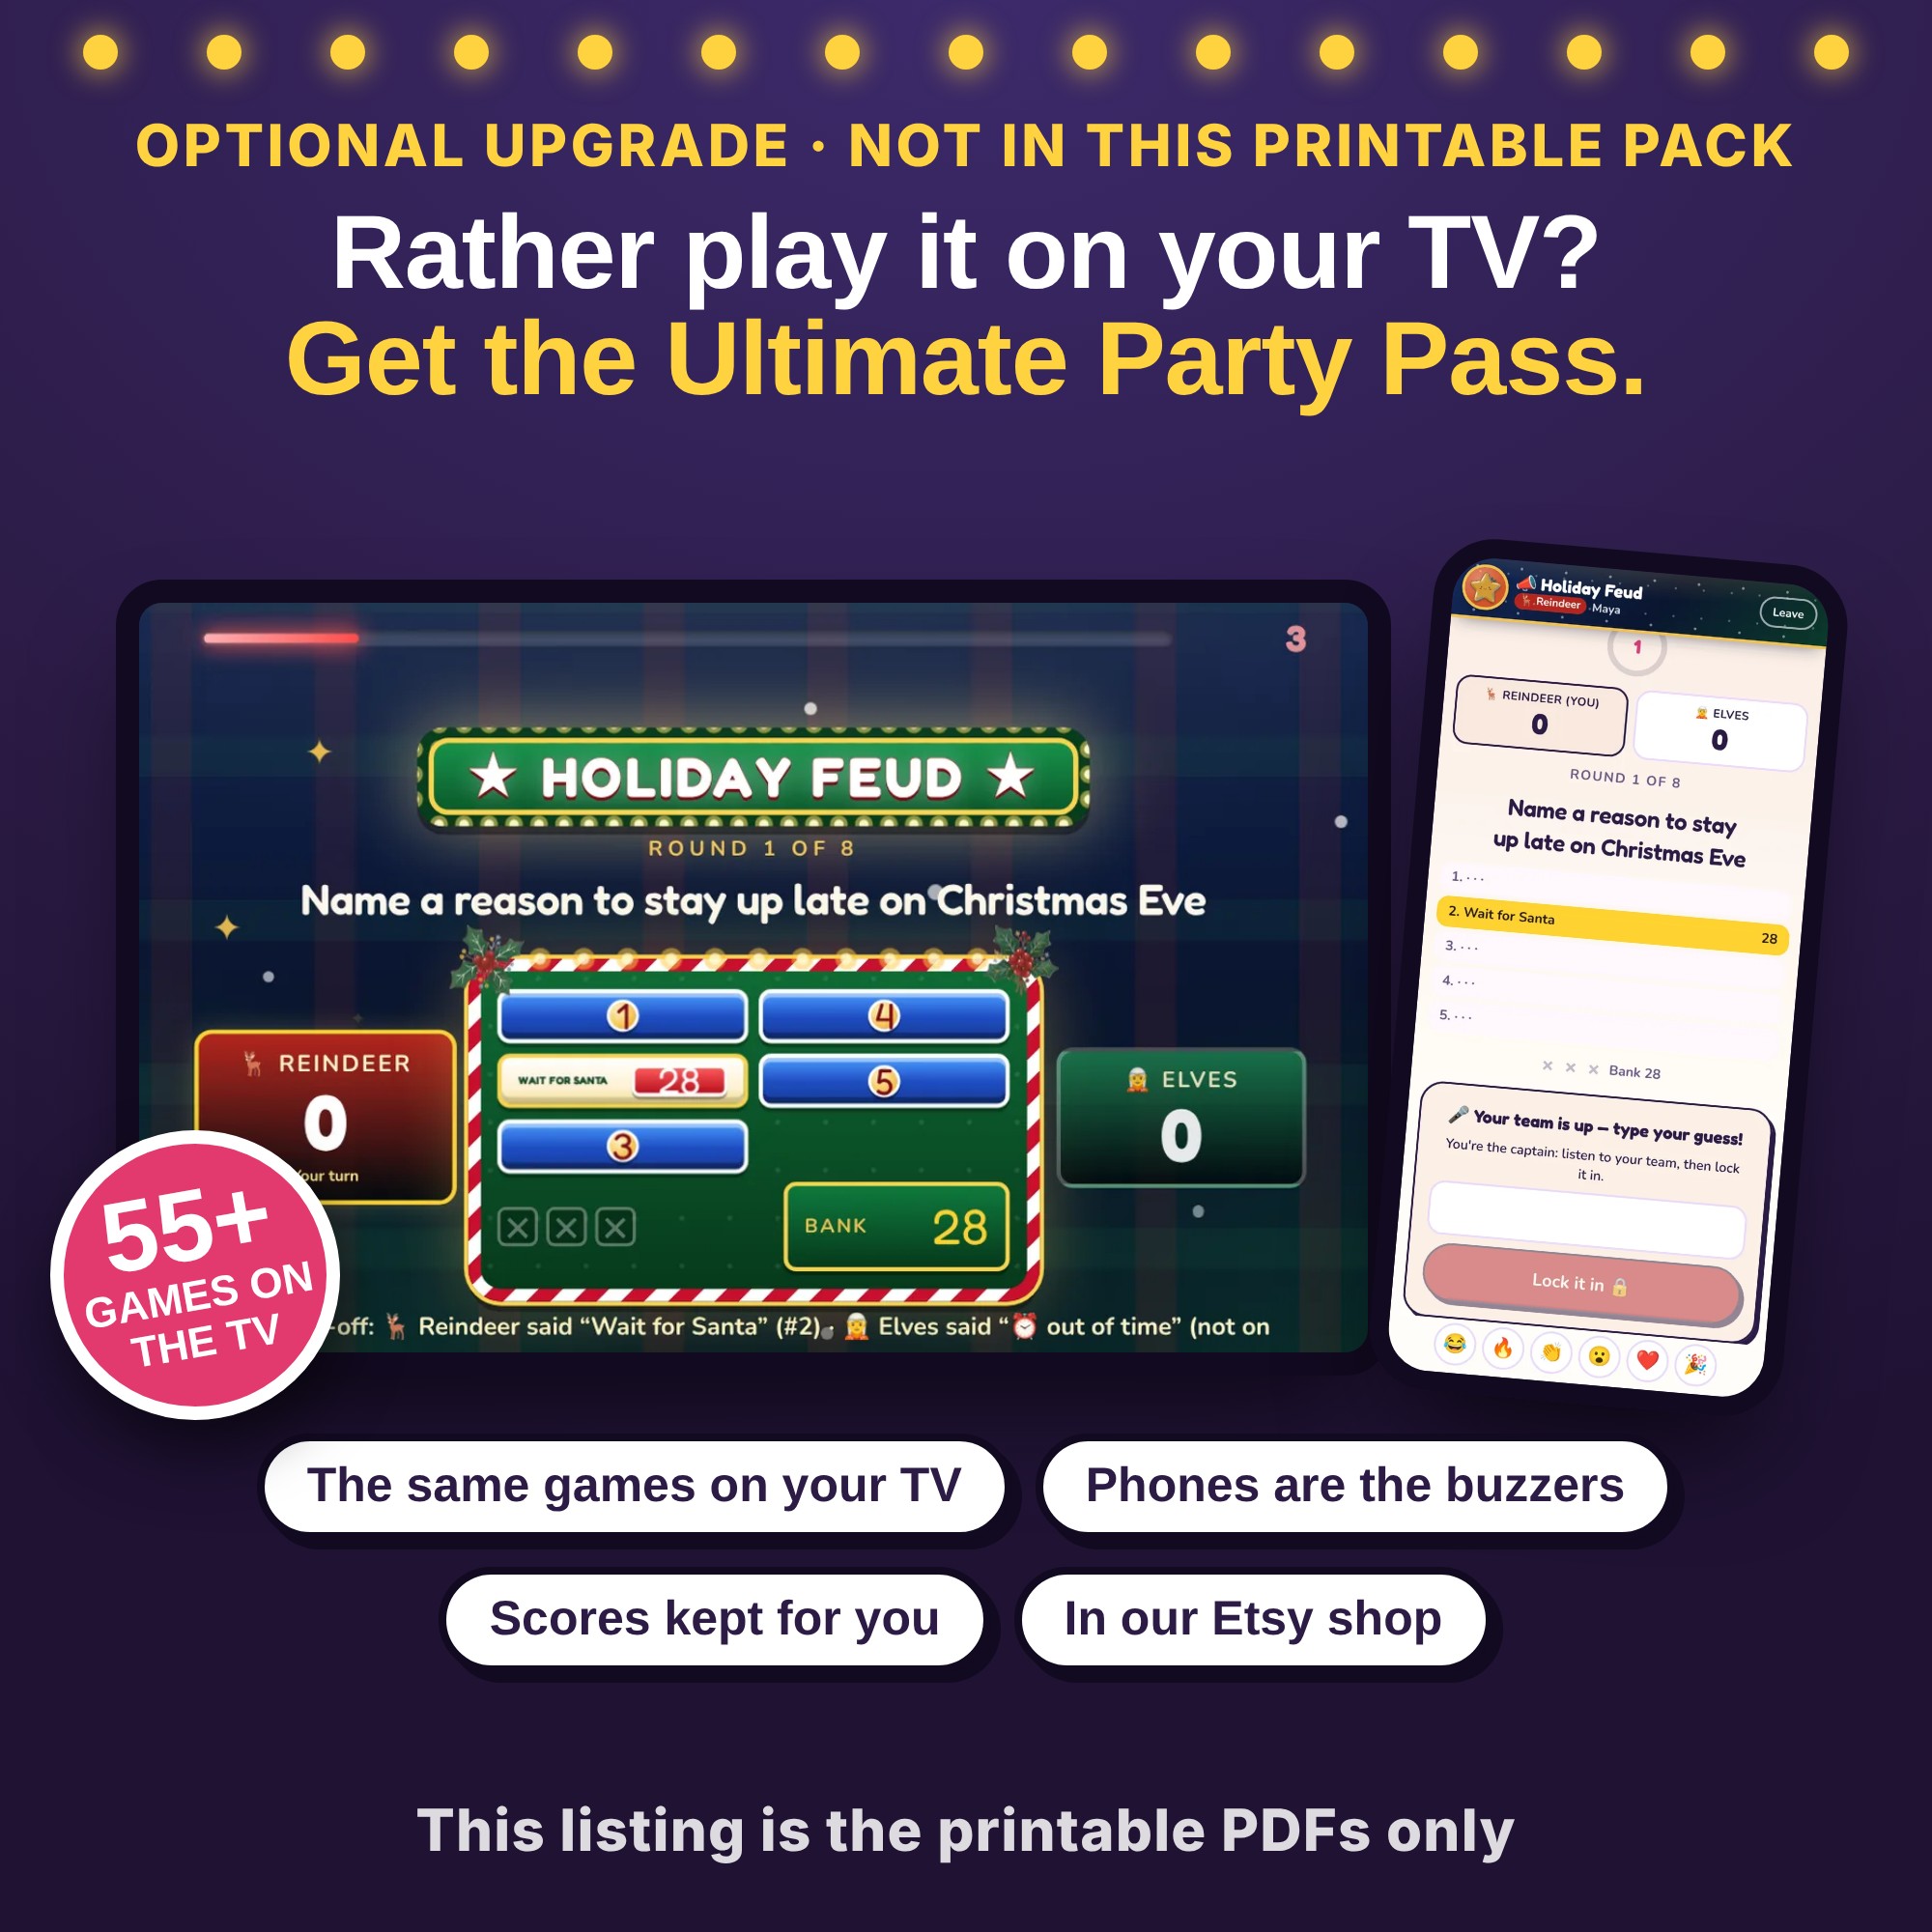 OPTIONAL UPGRADE · NOT IN THIS PRINTABLE PACK
Rather play it on your TV?
Get the Ultimate Party Pass.
3
★ HOLIDAY FEUD ★
ROUND 1 OF 8
Name a reason to stay up late on Christmas Eve
🦌 REINDEER
0
our turn
1
4
WAIT FOR SANTA 28
5
3
BANK 28
🧝 ELVES
0
-off: 🦌 Reindeer said “Wait for Santa” (#2) · 🧝 Elves said “⏰ out of time” (not on
55+
GAMES ON
THE TV
📣 Holiday Feud
🦌 Reindeer · Maya
Leave
1
🦌 REINDEER (YOU)
0
🧝 ELVES
0
ROUND 1 OF 8
Name a reason to stay
up late on Christmas Eve
1. · · ·
2. Wait for Santa 28
3. · · ·
4. · · ·
5. · · ·
✕ ✕ ✕ Bank 28
🎤 Your team is up – type your guess!
You're the captain: listen to your team, then lock
it in.
Lock it in 🔒
The same games on your TV
Phones are the buzzers
Scores kept for you
In our Etsy shop
This listing is the printable PDFs only